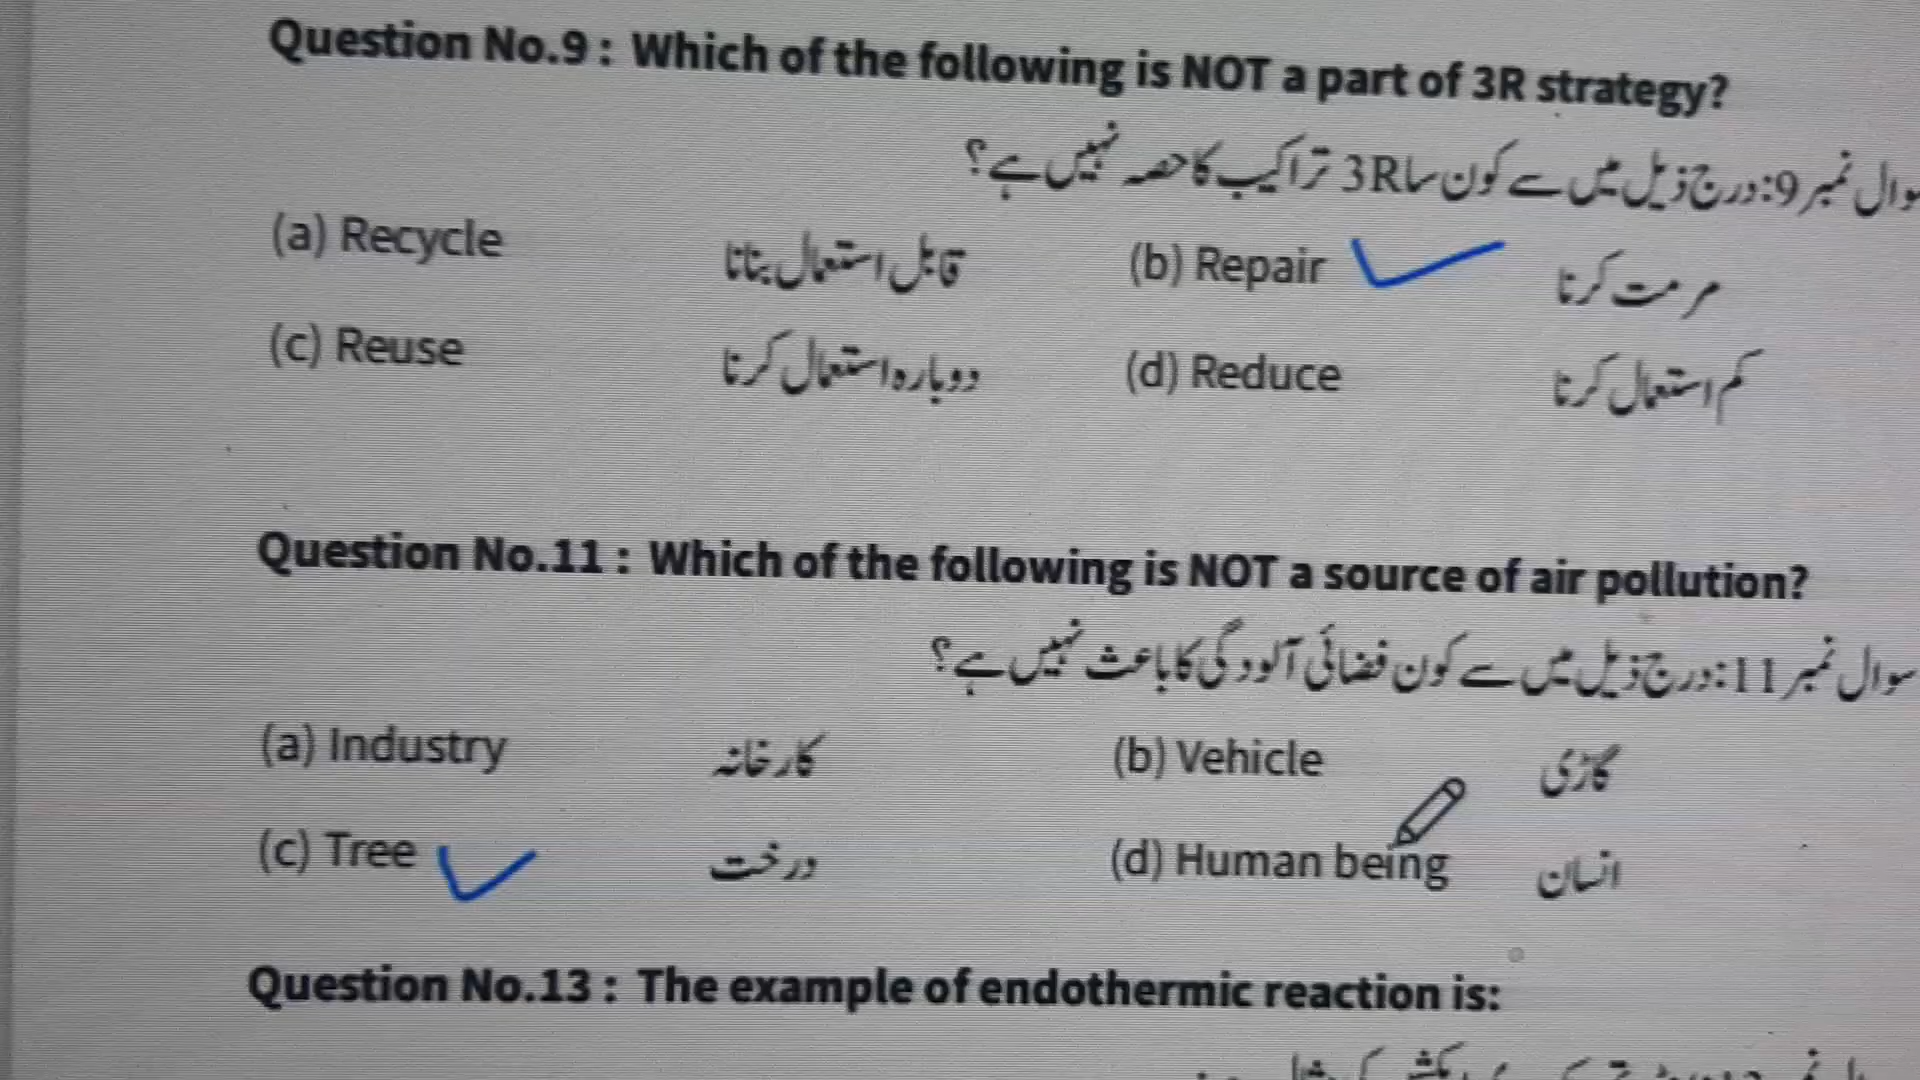 Question No.9 : Which of the following is NOT a part of 3R strategy?
سوال نمبر 9: درج ذیل میں سے کون سا 3R تراکیب کا حصہ نہیں ہے؟
(a) Recycle قابل استعمال بنانا (b) Repair مرمت کرنا
(c) Reuse دوبارہ استعمال کرنا (d) Reduce کم استعمال کرنا
Question No.11 : Which of the following is NOT a source of air pollution?
سوال نمبر 11: درج ذیل میں سے کون فضائی آلودگی کا باعث نہیں ہے؟
(a) Industry کارخانہ (b) Vehicle گاڑی
(c) Tree درخت (d) Human being انسان
Question No.13 : The example of endothermic reaction is: